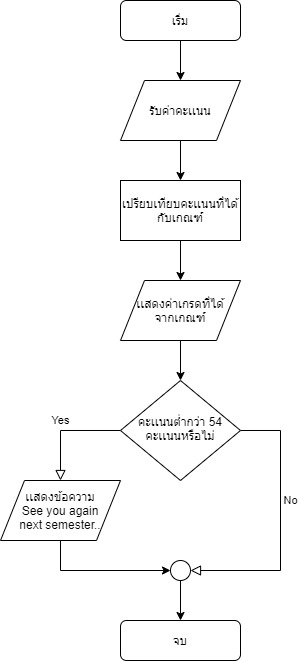 เริ่ม
รับค่าคะแนน
เปรียบเทียบคะแนนที่ได้
กับเกณฑ์
แสดงค่าเกรดที่ได้
จากเกณฑ์
คะแนนต่ำกว่า 54
คะแนนหรือไม่
Yes
No
แสดงข้อความ
See you again
next semester..
จบ